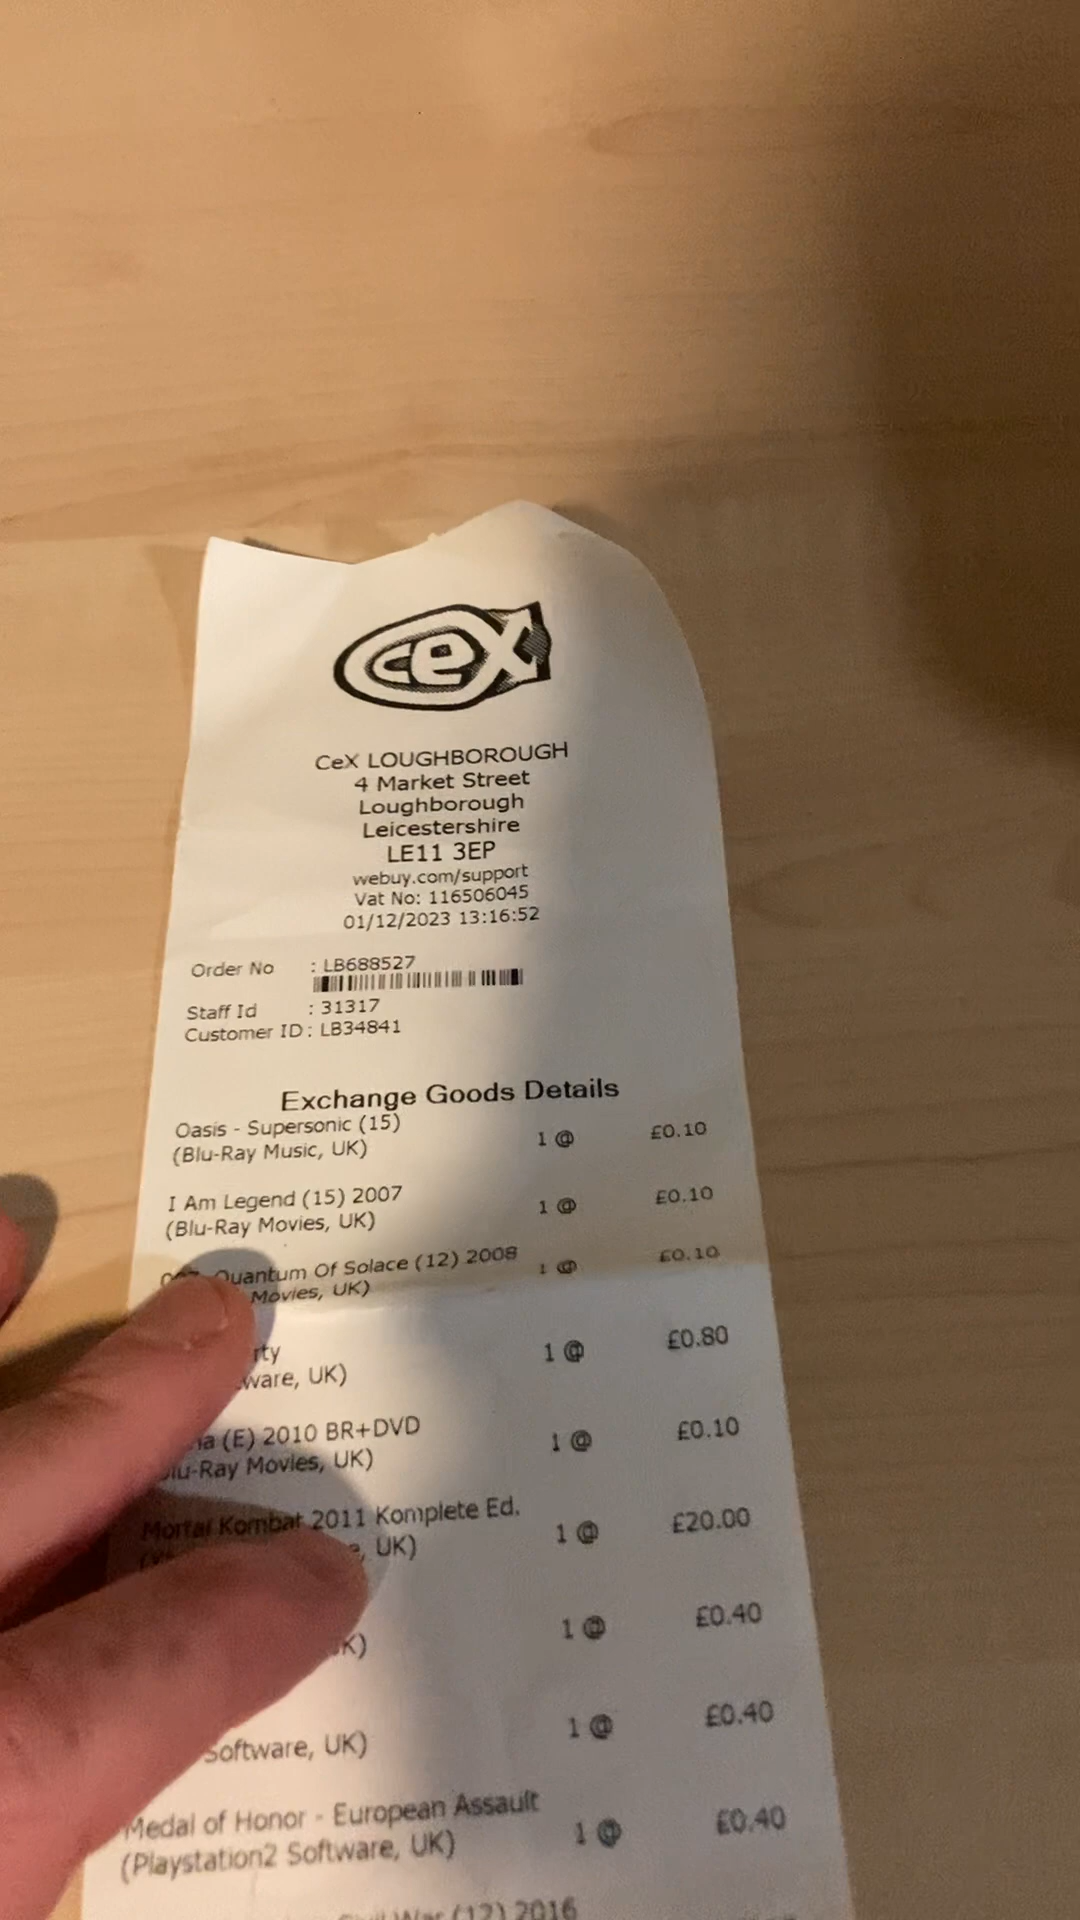 cex
CeX LOUGHBOROUGH
4 Market Street
Loughborough
Leicestershire
LE11 3EP
webuy.com/support
Vat No: 116506045
01/12/2023 13:16:52
Order No : LB688527
Staff Id : 31317
Customer ID : LB34841
Exchange Goods Details
Oasis - Supersonic (15) 1 @ £0.10
(Blu-Ray Music, UK)
I Am Legend (15) 2007 1 @ £0.10
(Blu-Ray Movies, UK)
Quantum Of Solace (12) 2008 1 @ £0.10
Movies, UK)
1 @ £0.80
UK)
(E) 2010 BR+DVD 1 @ £0.10
Movies, UK)
Mortal Kombat 2011 Komplete Ed. 1 @ £20.00
UK)
1 @ £0.40
1 @ £0.40
Software, UK)
Medal of Honor - European Assault 1 @ £0.40
(Playstation2 Software, UK)
War (12) 2016